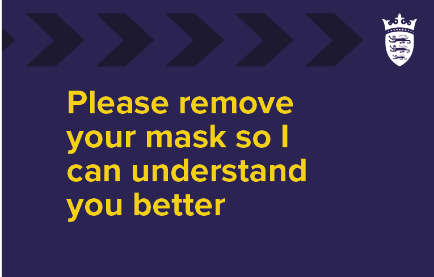 Please remove
your mask so I
can understand
you better